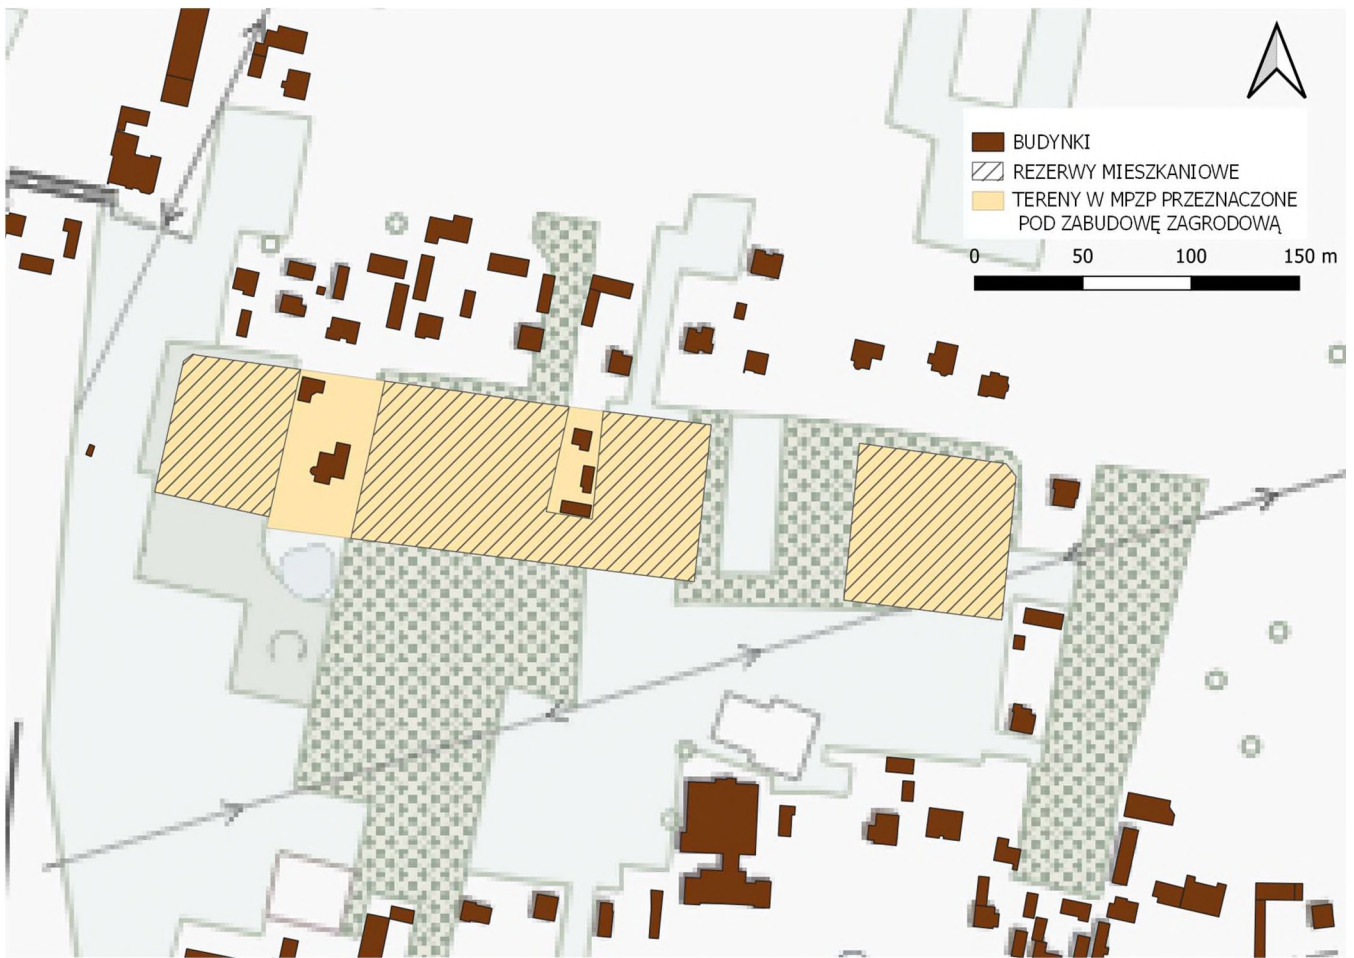 BUDYNKI
REZERWY MIESZKANIOWE
TERENY W MPZP PRZEZNACZONE
POD ZABUDOWĘ ZAGRODOWĄ
0 50 100 150 m